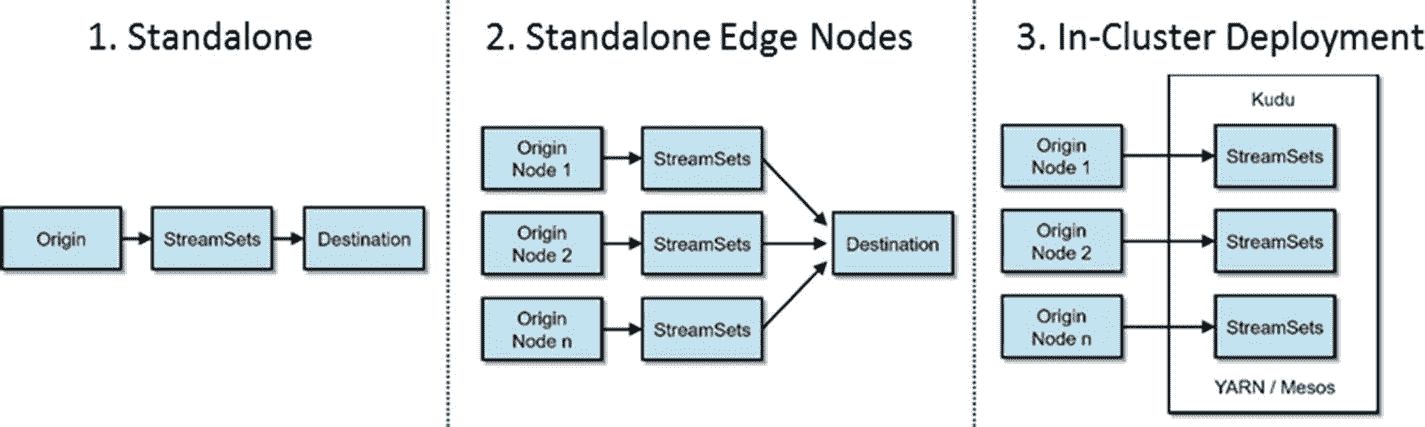 1. Standalone
Origin
StreamSets
Destination
2. Standalone Edge Nodes
Origin
Node 1
StreamSets
Origin
Node 2
StreamSets
Origin
Node n
StreamSets
Destination
3. In-Cluster Deployment
Kudu
Origin
Node 1
StreamSets
Origin
Node 2
StreamSets
Origin
Node n
StreamSets
YARN / Mesos